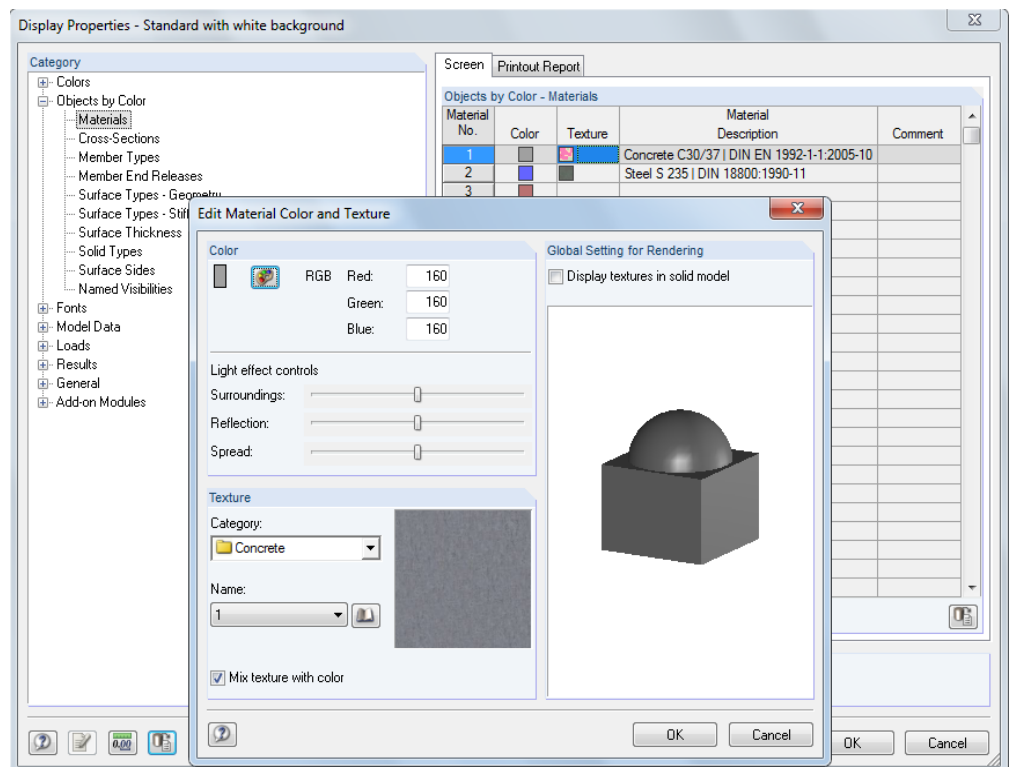 Display Properties - Standard with white background
Category
Colors
Objects by Color
Materials
Cross-Sections
Member Types
Member End Releases
Surface Types - Geometry
Surface Types - Stiff
Surface Thickness
Solid Types
Surface Sides
Named Visibilities
Fonts
Model Data
Loads
Results
General
Add-on Modules
Screen
Printout Report
Objects by Color - Materials
Material No. Color Texture Material Description Comment
1 Concrete C30/37 | DIN EN 1992-1-1:2005-10
2 Steel S 235 | DIN 18800:1990-11
3
Edit Material Color and Texture
Color
RGB Red: 160
Green: 160
Blue: 160
Light effect controls
Surroundings:
Reflection:
Spread:
Texture
Category:
Concrete
Name:
1
Mix texture with color
Global Setting for Rendering
Display textures in solid model
OK Cancel
0.00
OK Cancel